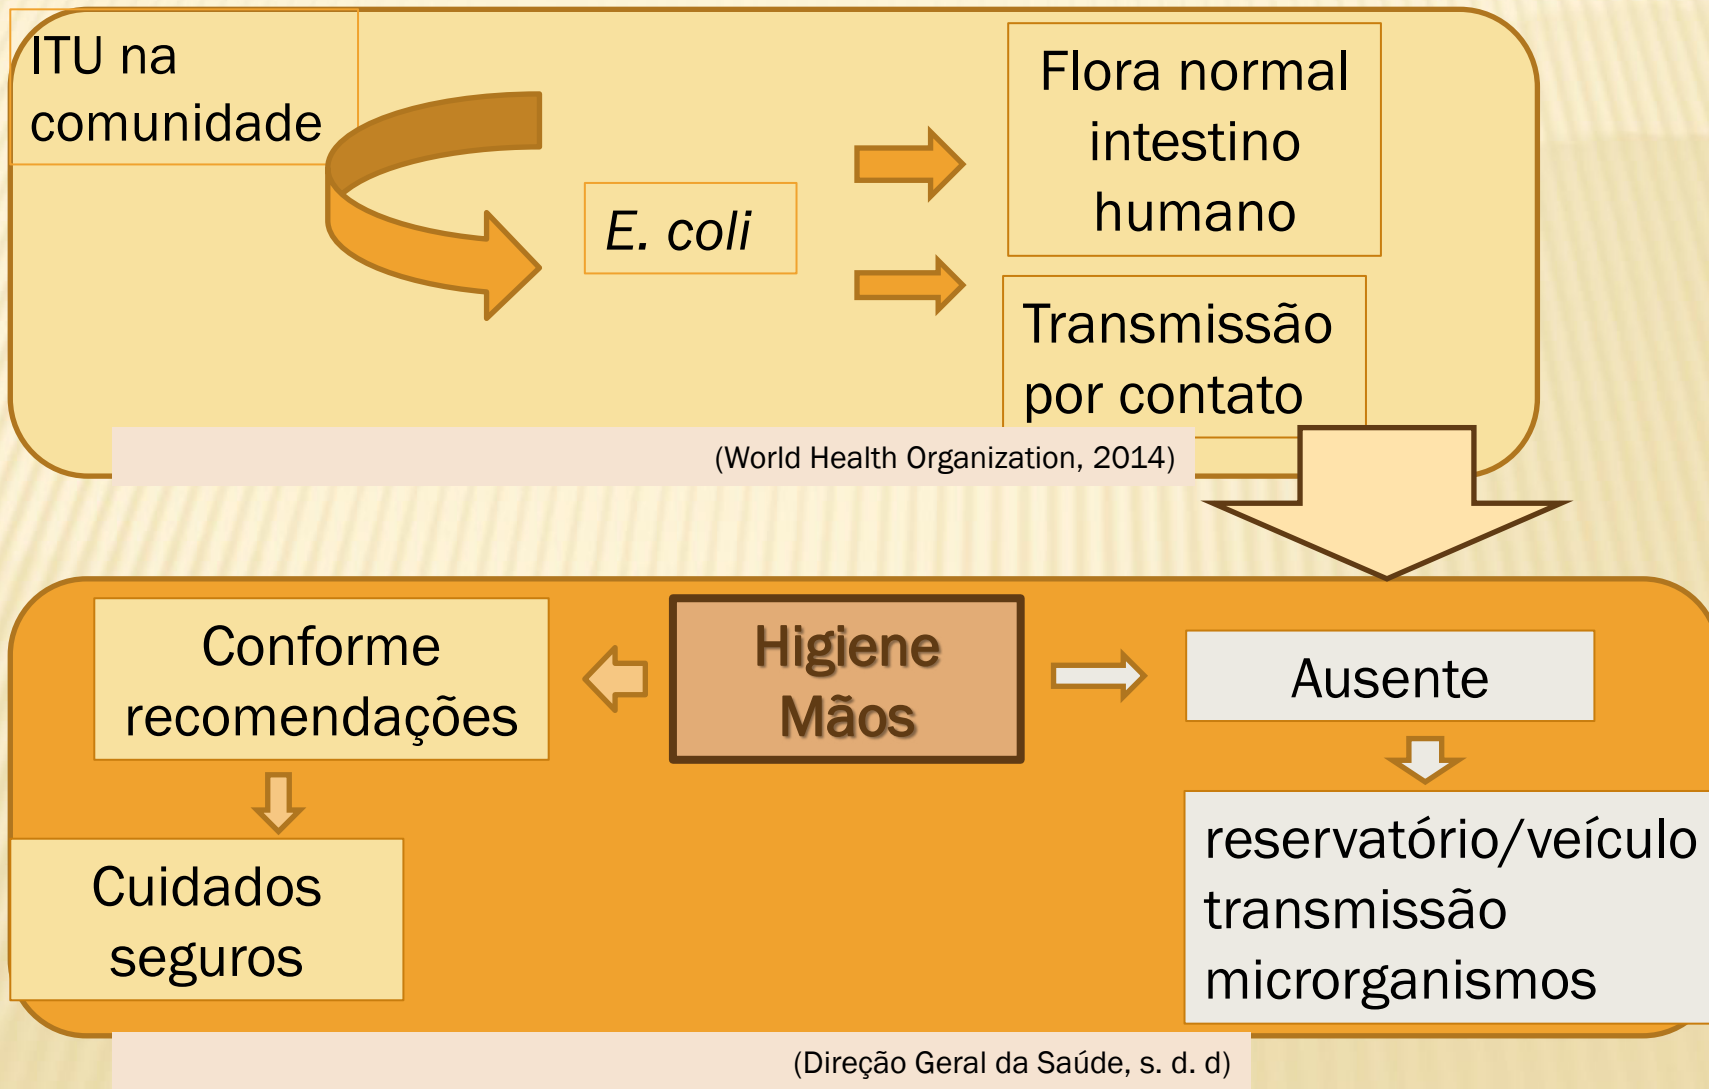 ITU na
comunidade
E. coli
Flora normal
intestino
humano
Transmissão
por contato
(World Health Organization, 2014)
Conforme
recomendações
Higiene
Mãos
Ausente
Cuidados
seguros
reservatório/veículo
transmissão
microrganismos
(Direção Geral da Saúde, s. d. d)